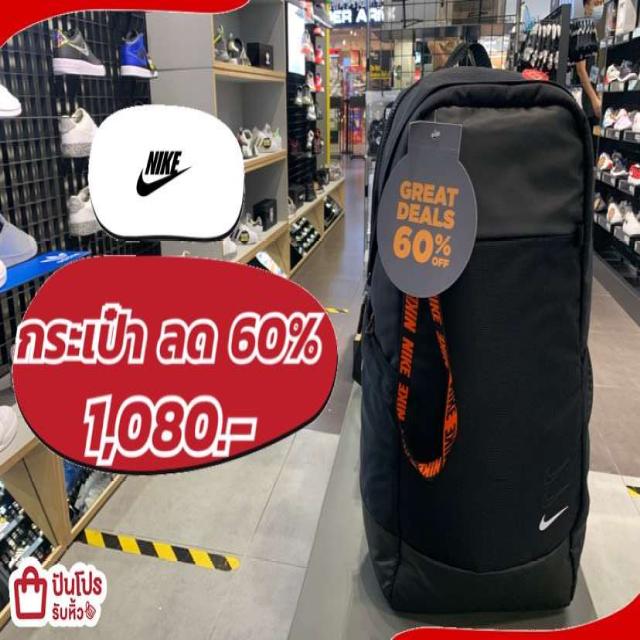 NIKE
GREAT
DEALS
60%
OFF
กระเป๋า ลด 60%
1,080.-
NIKE
NIKE
ปันโปร
รับหิ้ว